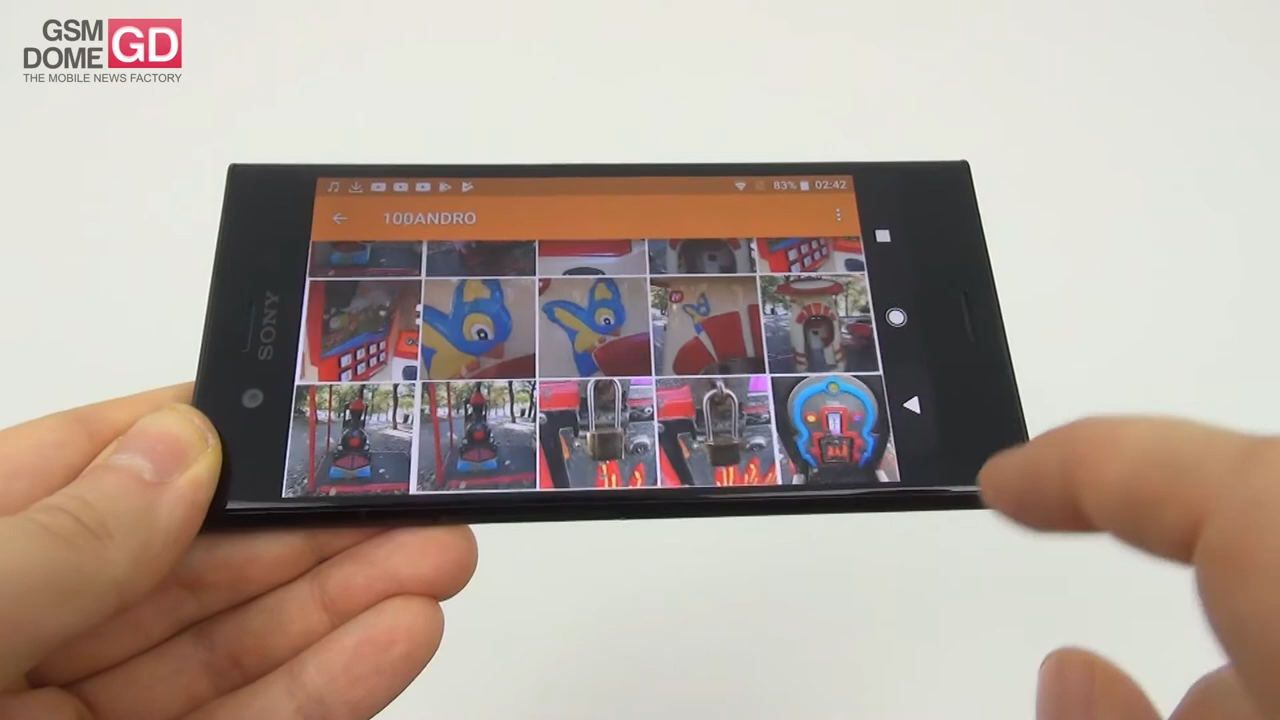 GSM
DOME GD
THE MOBILE NEWS FACTORY
83% 02:42
100ANDRO
SONY